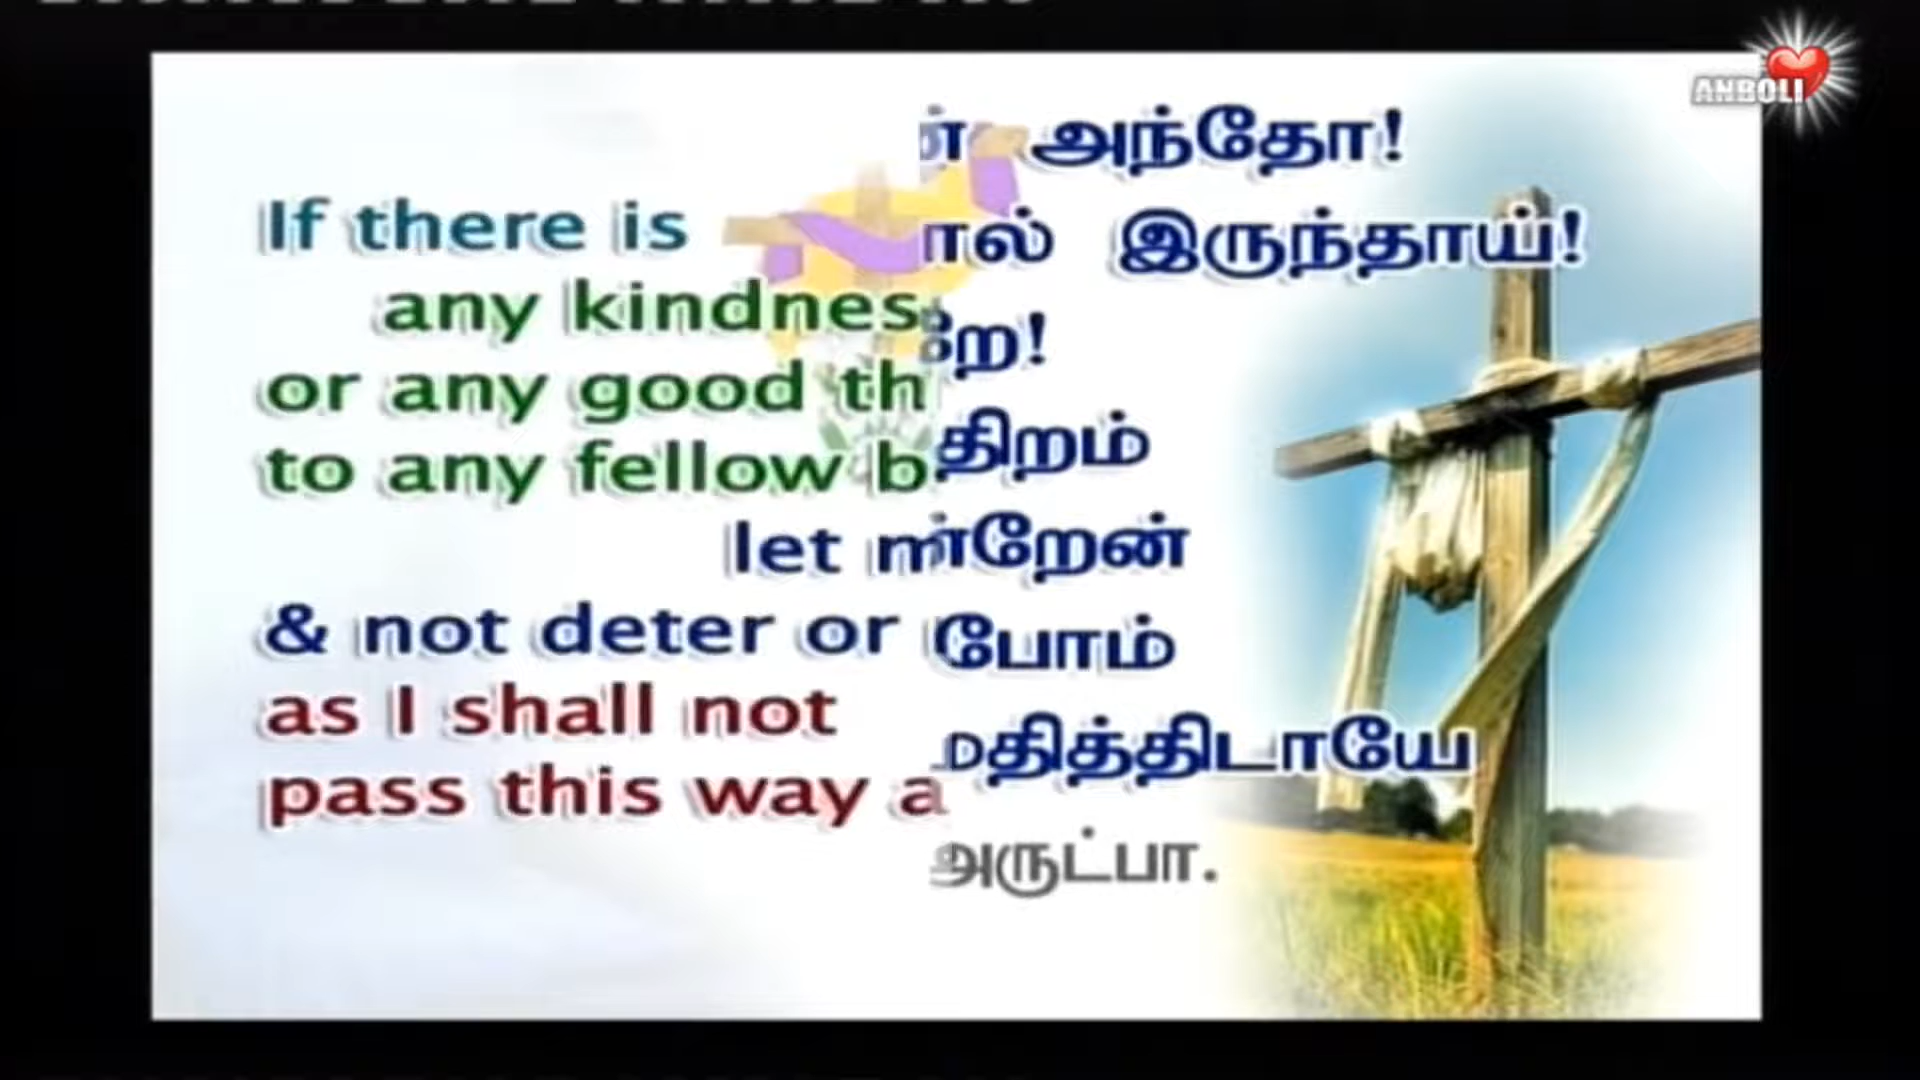 ANBOLI
If there is
any kindnes
or any good th
to any fellow b
let m
& not deter or
as I shall not
pass this way a
அந்தோ!
ால் இருந்தாய்!
றே!
திறம்
ன்றேன்
போம்
மதித்திடாயே
அருட்பா.